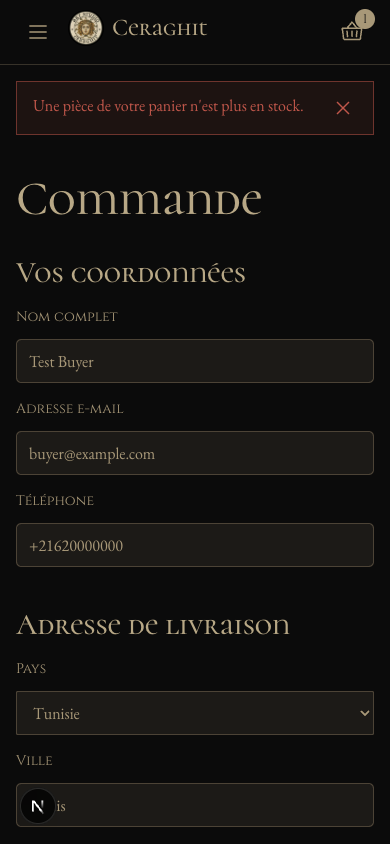 Ceraghit
1
Une pièce de votre panier n'est plus en stock.
Commande
Vos coordonnées
Nom complet
Test Buyer
Adresse e-mail
buyer@example.com
Téléphone
+21620000000
Adresse de livraison
Pays
Tunisie
Ville
N
is